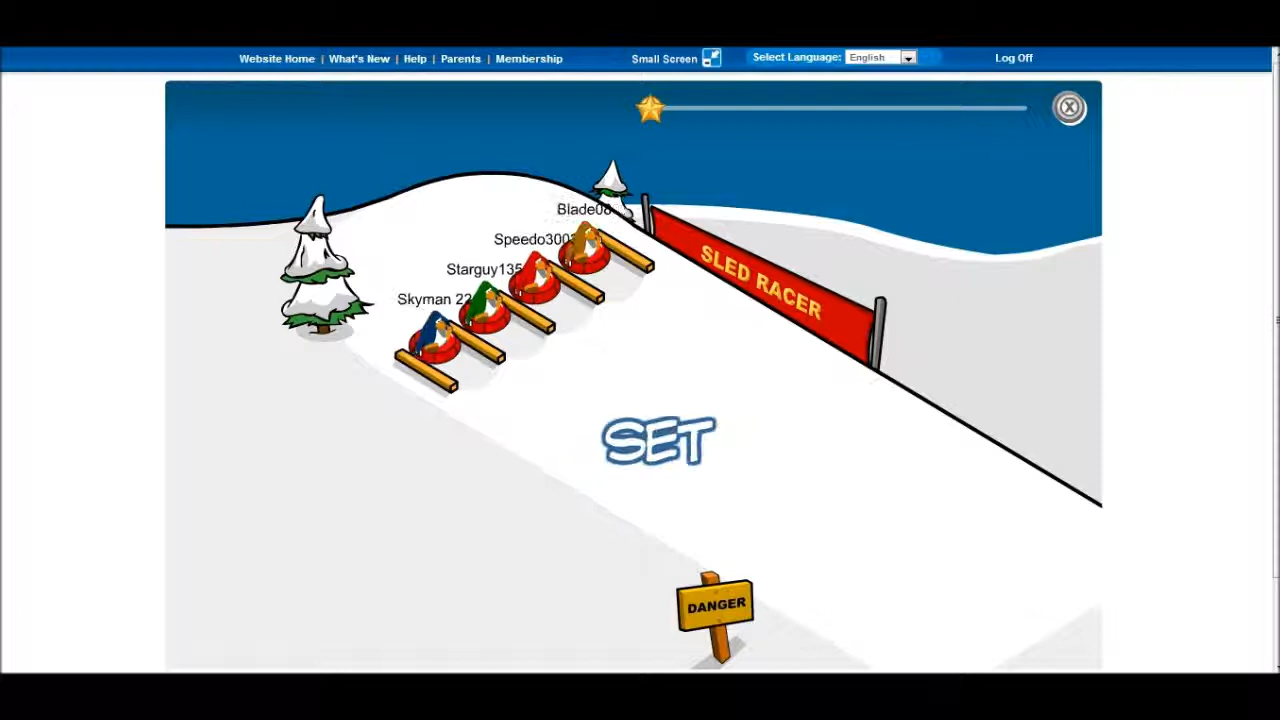 Website Home | What's New | Help | Parents | Membership
Small Screen
Select Language: English
Log Off
Blade08
Speedo300
Starguy135
Skyman 22
SLED RACER
SET
DANGER